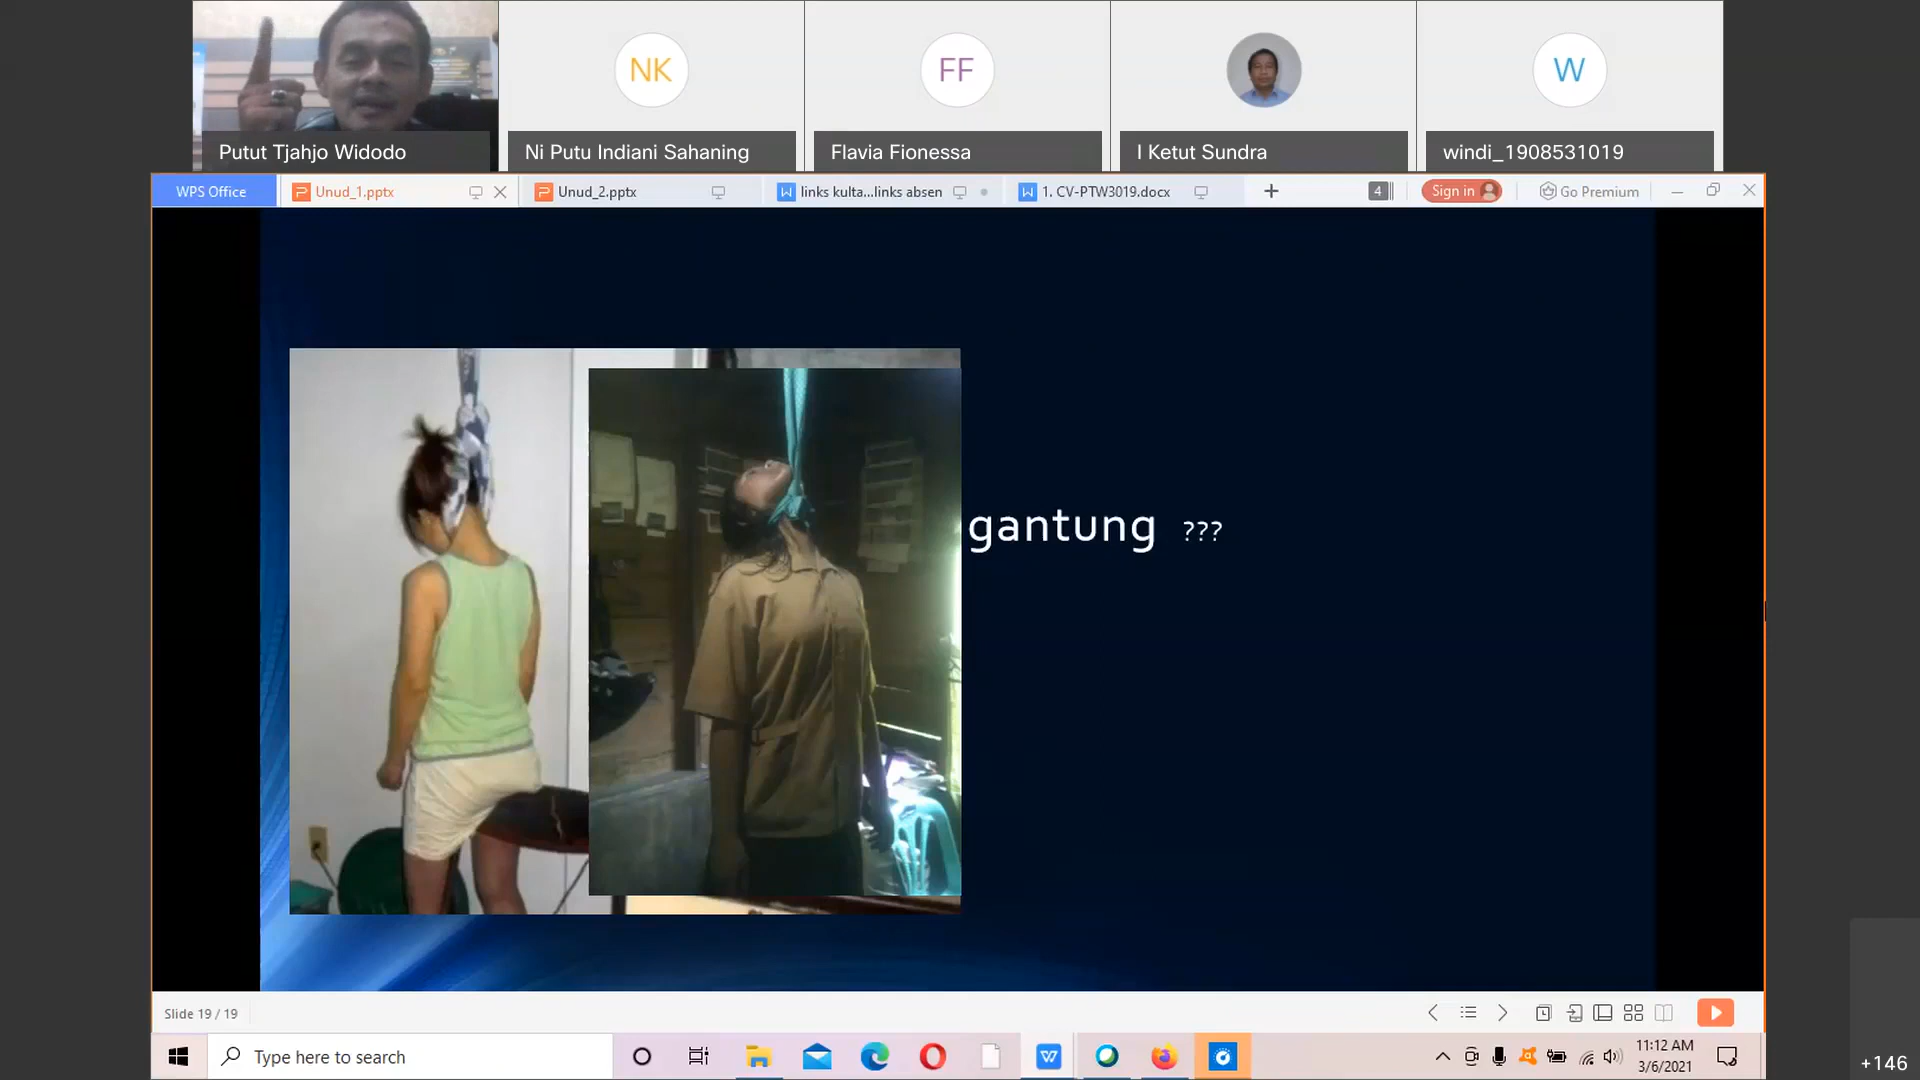 NK
FF
W
Putut Tjahjo Widodo
Ni Putu Indiani Sahaning
Flavia Fionessa
I Ketut Sundra
windi_1908531019
WPS Office
Unud_1.pptx
Unud_2.pptx
links kulta...links absen
1. CV-PTW3019.docx
4
Sign in
Go Premium
gantung ???
Slide 19 / 19
Type here to search
11:12 AM
3/6/2021
+146